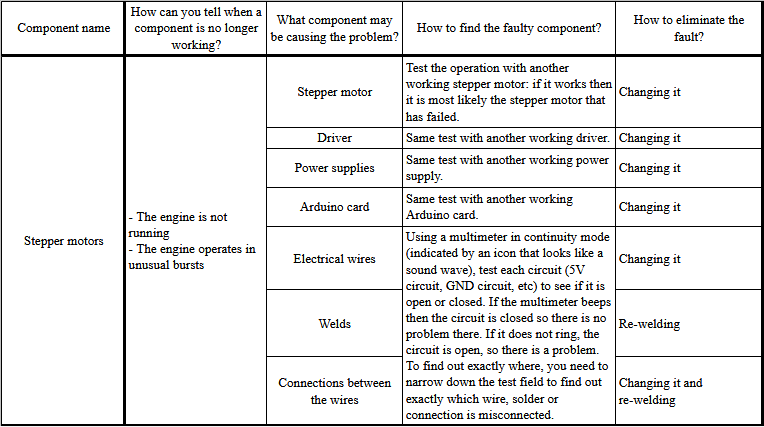 Component name
How can you tell when a
component is no longer
working?
What component may
be causing the problem?
How to find the faulty component?
How to eliminate the
fault?
Stepper motors
- The engine is not
running
- The engine operates in
unusual bursts
Stepper motor
Test the operation with another
working stepper motor: if it works then
it is most likely the stepper motor that
has failed.
Changing it
Driver
Same test with another working driver.
Changing it
Power supplies
Same test with another working power
supply.
Changing it
Arduino card
Same test with another working
Arduino card.
Changing it
Electrical wires
Using a multimeter in continuity mode
(indicated by an icon that looks like a
sound wave), test each circuit (5V
circuit, GND circuit, etc) to see if it is
open or closed. If the multimeter beeps
then the circuit is closed so there is no
problem there. If it does not ring, the
circuit is open, so there is a problem.
To find out exactly where, you need to
narrow down the test field to find out
exactly which wire, solder or
connection is misconnected.
Changing it
Welds
Re-welding
Connections between
the wires
Changing it and
re-welding